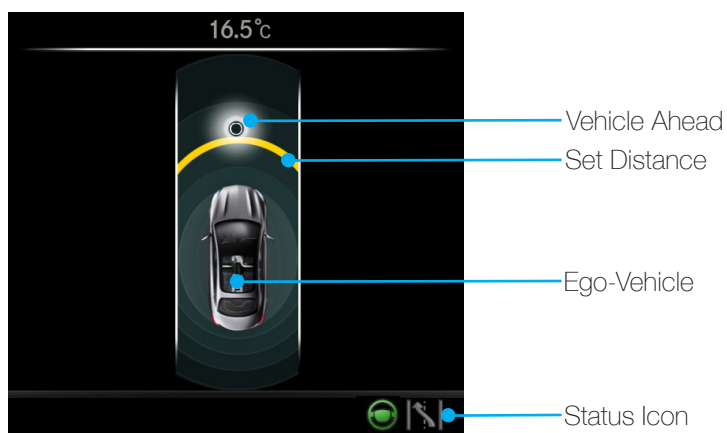 16.5°c
Vehicle Ahead
Set Distance
Ego-Vehicle
Status Icon